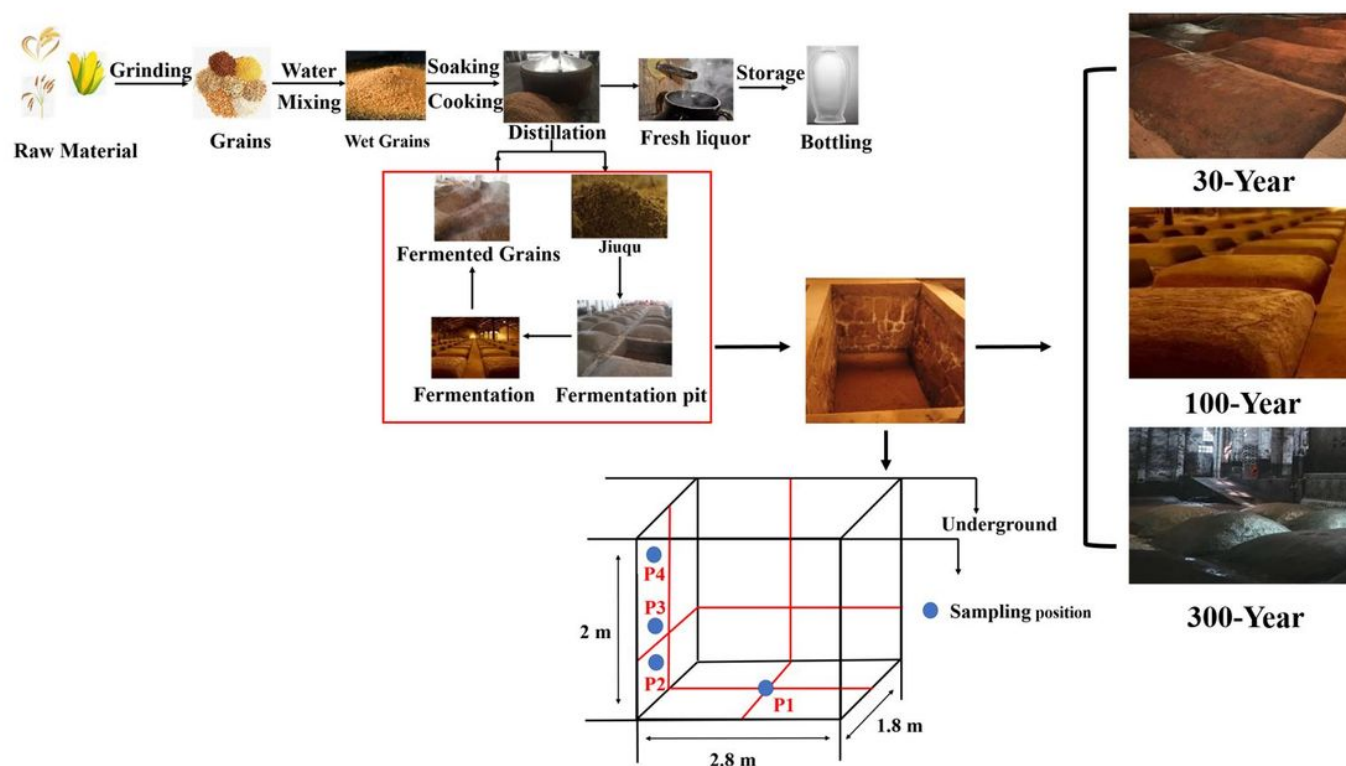 Grinding
Water
Mixing
Soaking
Cooking
Storage
Raw Material
Grains
Wet Grains
Distillation
Fresh liquor
Bottling
30-Year
Fermented Grains
Jiuqu
Fermentation
Fermentation pit
100-Year
Underground
P4
P3
2 m
P2
P1
Sampling position
300-Year
1.8 m
2.8 m